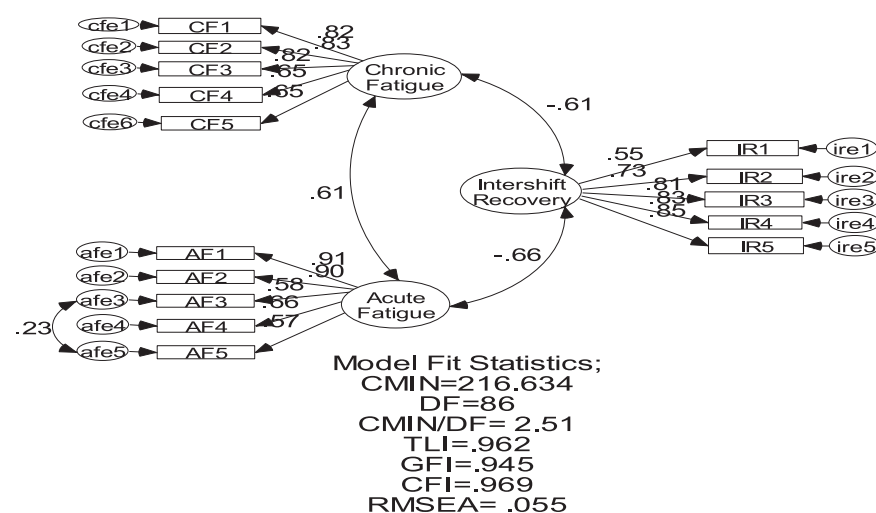 cfe1 CF1 .82
cfe2 CF2 .83
cfe3 CF3 .82
cfe4 CF4 .65
cfe6 CF5 .65
Chronic
Fatigue
-.61
.55 IR1 ire1
.73 IR2 ire2
.81 IR3 ire3
.83 IR4 ire4
.85 IR5 ire5
Intershift
Recovery
.61
-.66
afe1 AF1 .91
afe2 AF2 .90
afe3 AF3 .58
afe4 AF4 .66
afe5 AF5 .57
.23
Acute
Fatigue
Model Fit Statistics;
CMIN=216.634
DF=86
CMIN/DF= 2.51
TLI=.962
GFI=.945
CFI=.969
RMSEA= .055